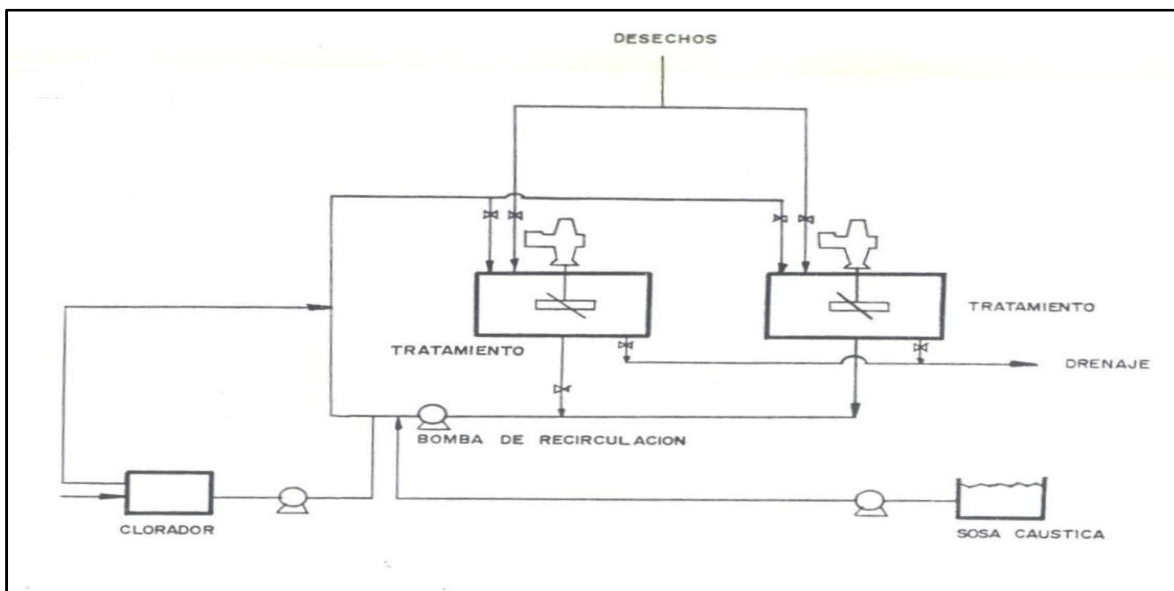 DESECHOS
TRATAMIENTO
TRATAMIENTO
DRENAJE
BOMBA DE RECIRCULACION
CLORADOR
SOSA CAUSTICA